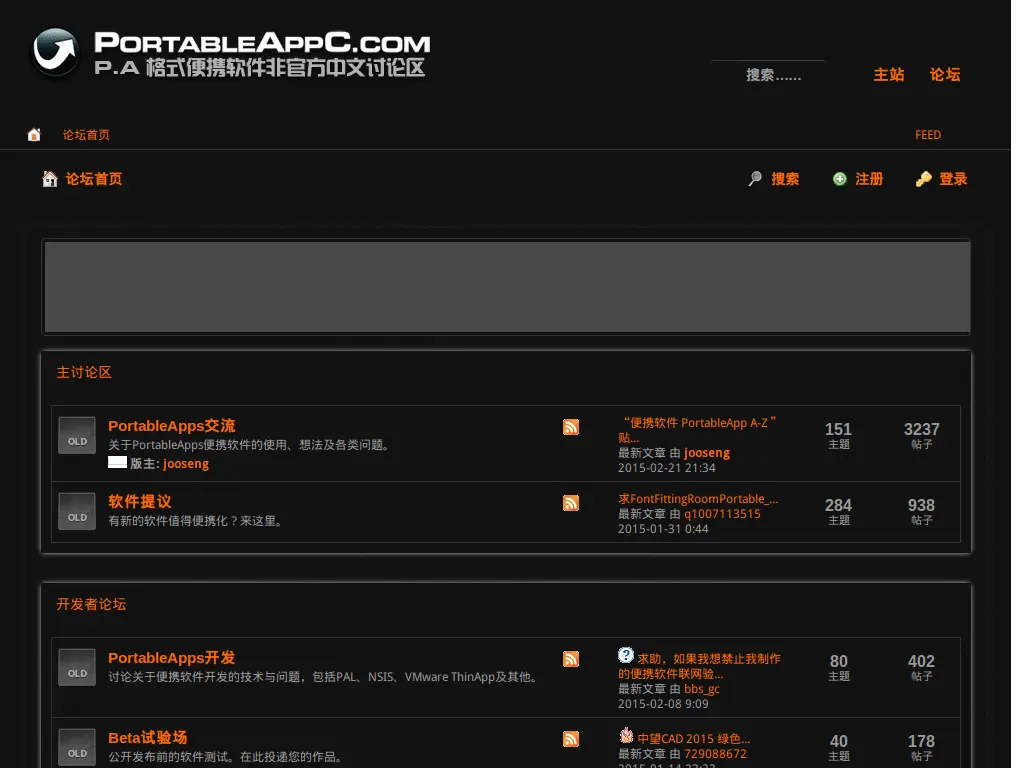 PORTABLEAPPC.COM
P.A 格式便携软件非官方中文讨论区
搜索......
主站
论坛
论坛首页
FEED
论坛首页
搜索
注册
登录
主讨论区
OLD
PortableApps交流
关于PortableApps便携软件的使用、想法及各类问题。
版主: jooseng
“便携软件 PortableApp A-Z ”
贴...
最新文章 由 jooseng
2015-02-21 21:34
151
主题
3237
帖子
OLD
软件提议
有新的软件值得便携化？来这里。
求FontFittingRoomPortable_...
最新文章 由 q1007113515
2015-01-31 0:44
284
主题
938
帖子
开发者论坛
OLD
PortableApps开发
讨论关于便携软件开发的技术与问题，包括PAL、NSIS、VMware ThinApp及其他。
求助，如果我想禁止我制作
的便携软件联网验...
最新文章 由 bbs_gc
2015-02-08 9:09
80
主题
402
帖子
OLD
Beta试验场
公开发布前的软件测试。在此投递您的作品。
中望CAD 2015 绿色...
最新文章 由 729088672
40
主题
178
帖子